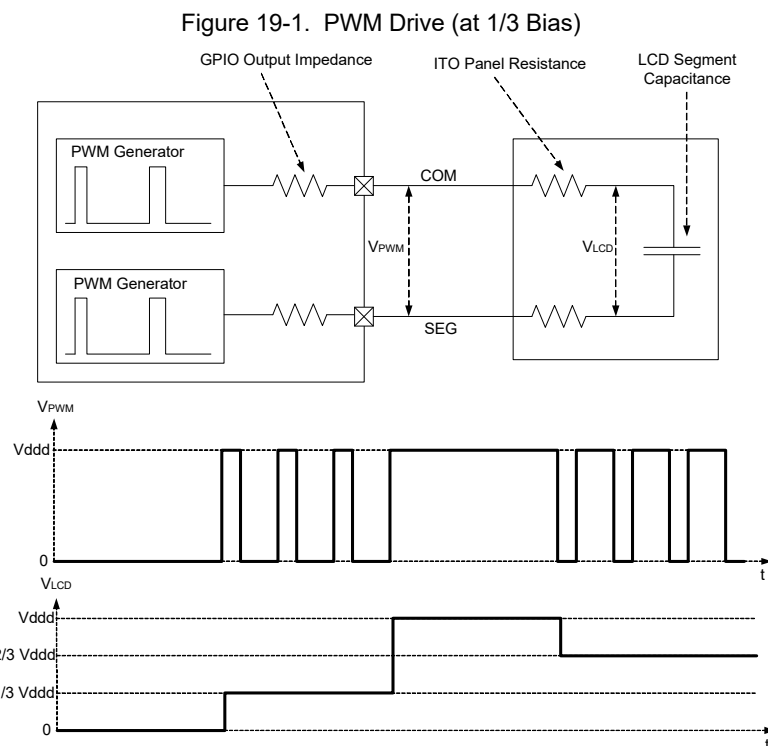 Figure 19-1.  PWM Drive (at 1/3 Bias)
GPIO Output Impedance
ITO Panel Resistance
LCD Segment
Capacitance
PWM Generator
COM
VPWM
VLCD
PWM Generator
SEG
VPWM
Vddd
0
t
VLCD
Vddd
2/3 Vddd
/3 Vddd
0
t